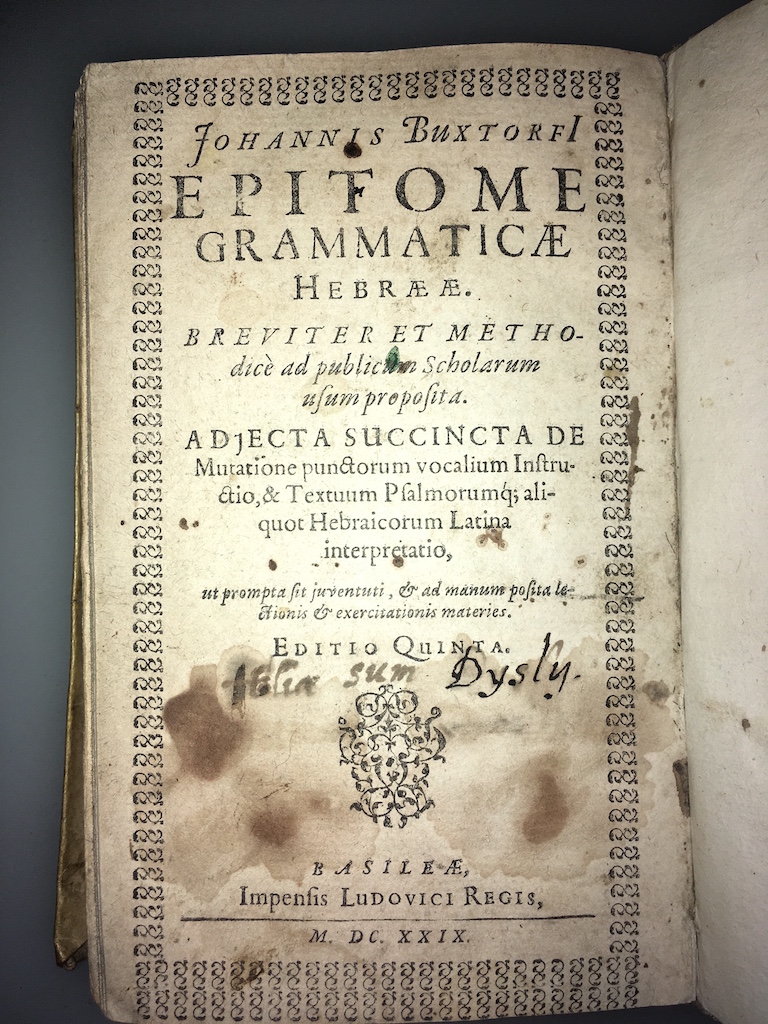 JOHANNIS BUXTORFI
EPITOME
GRAMMATICÆ
HEBRÆÆ.
BREVITER ET METHO-
dicè ad publicum Scholarum
uſum propoſita.
ADJECTA SUCCINCTA DE
Mutatione punctorum vocalium Inſtru-
ctio, & Textuum Pſalmorumq́; ali-
quot Hebraicorum Latina
interpretatio,
ut prompta ſit juventuti, & ad manum poſita le-
ctionis & exercitationis materies.
EDITIO QUINTA.
sum Dysly.
BASILEÆ,
Impenſis LUDOVICI REGIS,
M. DC. XXIX.